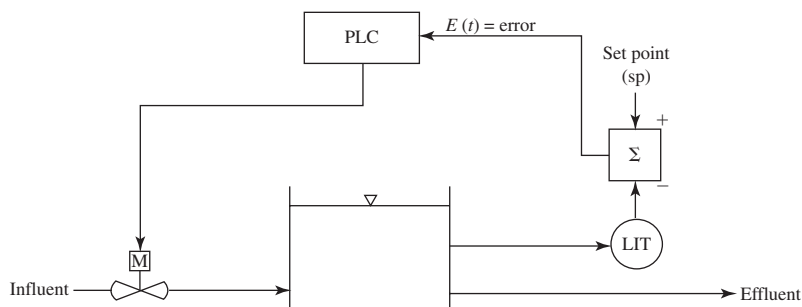 PLC
E (t) = error
Set point
(sp)
+
Σ
−
LIT
M
Influent
Effluent